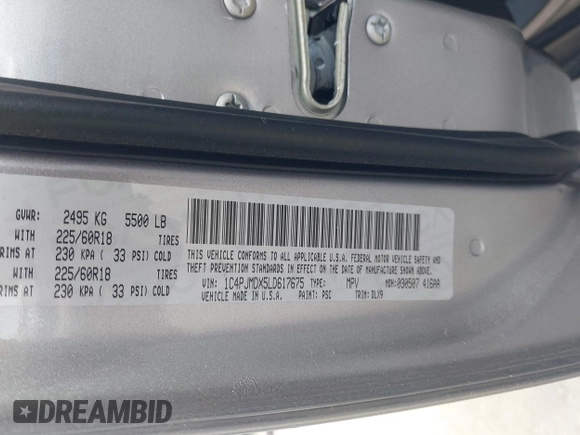 GVWR: 2495 KG 5500 LB
WITH 225/60R18 TIRES
RIMS AT 230 KPA ( 33 PSI) COLD
WITH 225/60R18 TIRES
RIMS AT 230 KPA ( 33 PSI) COLD
THIS VEHICLE CONFORMS TO ALL APPLICABLE U.S.A. FEDERAL MOTOR VEHICLE SAFETY AND
THEFT PREVENTION STANDARDS IN EFFECT ON THE DATE OF MANUFACTURE SHOWN ABOVE.
VIN: 1C4PJMDX5LD617675 TYPE: MPV MDH: 030507 416AA
VEHICLE MADE IN U.S.A. PAINT: PSC TRIM: DLX9
DREAMBID